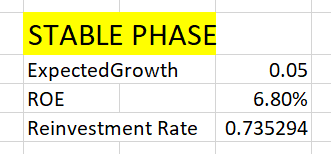 STABLE PHASE
ExpectedGrowth 0.05
ROE 6.80%
Reinvestment Rate 0.735294